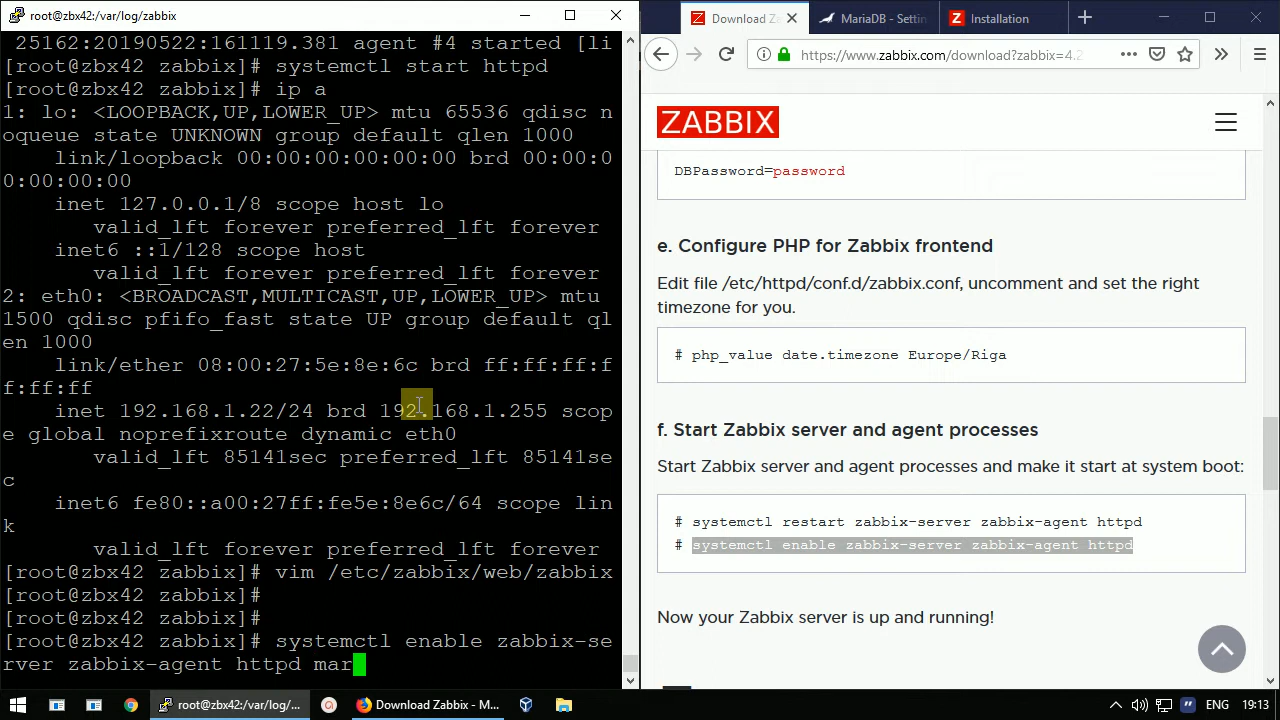 root@zbx42:/var/log/zabbix
25162:20190522:161119.381 agent #4 started [li
[root@zbx42 zabbix]# systemctl start httpd
[root@zbx42 zabbix]# ip a
1: lo: <LOOPBACK,UP,LOWER_UP> mtu 65536 qdisc n
oqueue state UNKNOWN group default qlen 1000
link/loopback 00:00:00:00:00:00 brd 00:00:0
0:00:00:00
inet 127.0.0.1/8 scope host lo
valid_lft forever preferred_lft forever
inet6 ::1/128 scope host
valid_lft forever preferred_lft forever
2: eth0: <BROADCAST,MULTICAST,UP,LOWER_UP> mtu
1500 qdisc pfifo_fast state UP group default ql
en 1000
link/ether 08:00:27:5e:8e:6c brd ff:ff:ff:f
f:ff:ff
inet 192.168.1.22/24 brd 192.168.1.255 scop
e global noprefixroute dynamic eth0
valid_lft 85141sec preferred_lft 85141se
c
inet6 fe80::a00:27ff:fe5e:8e6c/64 scope lin
k
valid_lft forever preferred_lft forever
[root@zbx42 zabbix]# vim /etc/zabbix/web/zabbix
[root@zbx42 zabbix]#
[root@zbx42 zabbix]#
[root@zbx42 zabbix]# systemctl enable zabbix-se
rver zabbix-agent httpd mar
Download Za
MariaDB - Settin
Installation
https://www.zabbix.com/download?zabbix=4.2
ZABBIX
DBPassword=password
e. Configure PHP for Zabbix frontend
Edit file /etc/httpd/conf.d/zabbix.conf, uncomment and set the right
timezone for you.
# php_value date.timezone Europe/Riga
f. Start Zabbix server and agent processes
Start Zabbix server and agent processes and make it start at system boot:
# systemctl restart zabbix-server zabbix-agent httpd
# systemctl enable zabbix-server zabbix-agent httpd
Now your Zabbix server is up and running!
root@zbx42:/var/log/...
Download Zabbix - M...
ENG
19:13